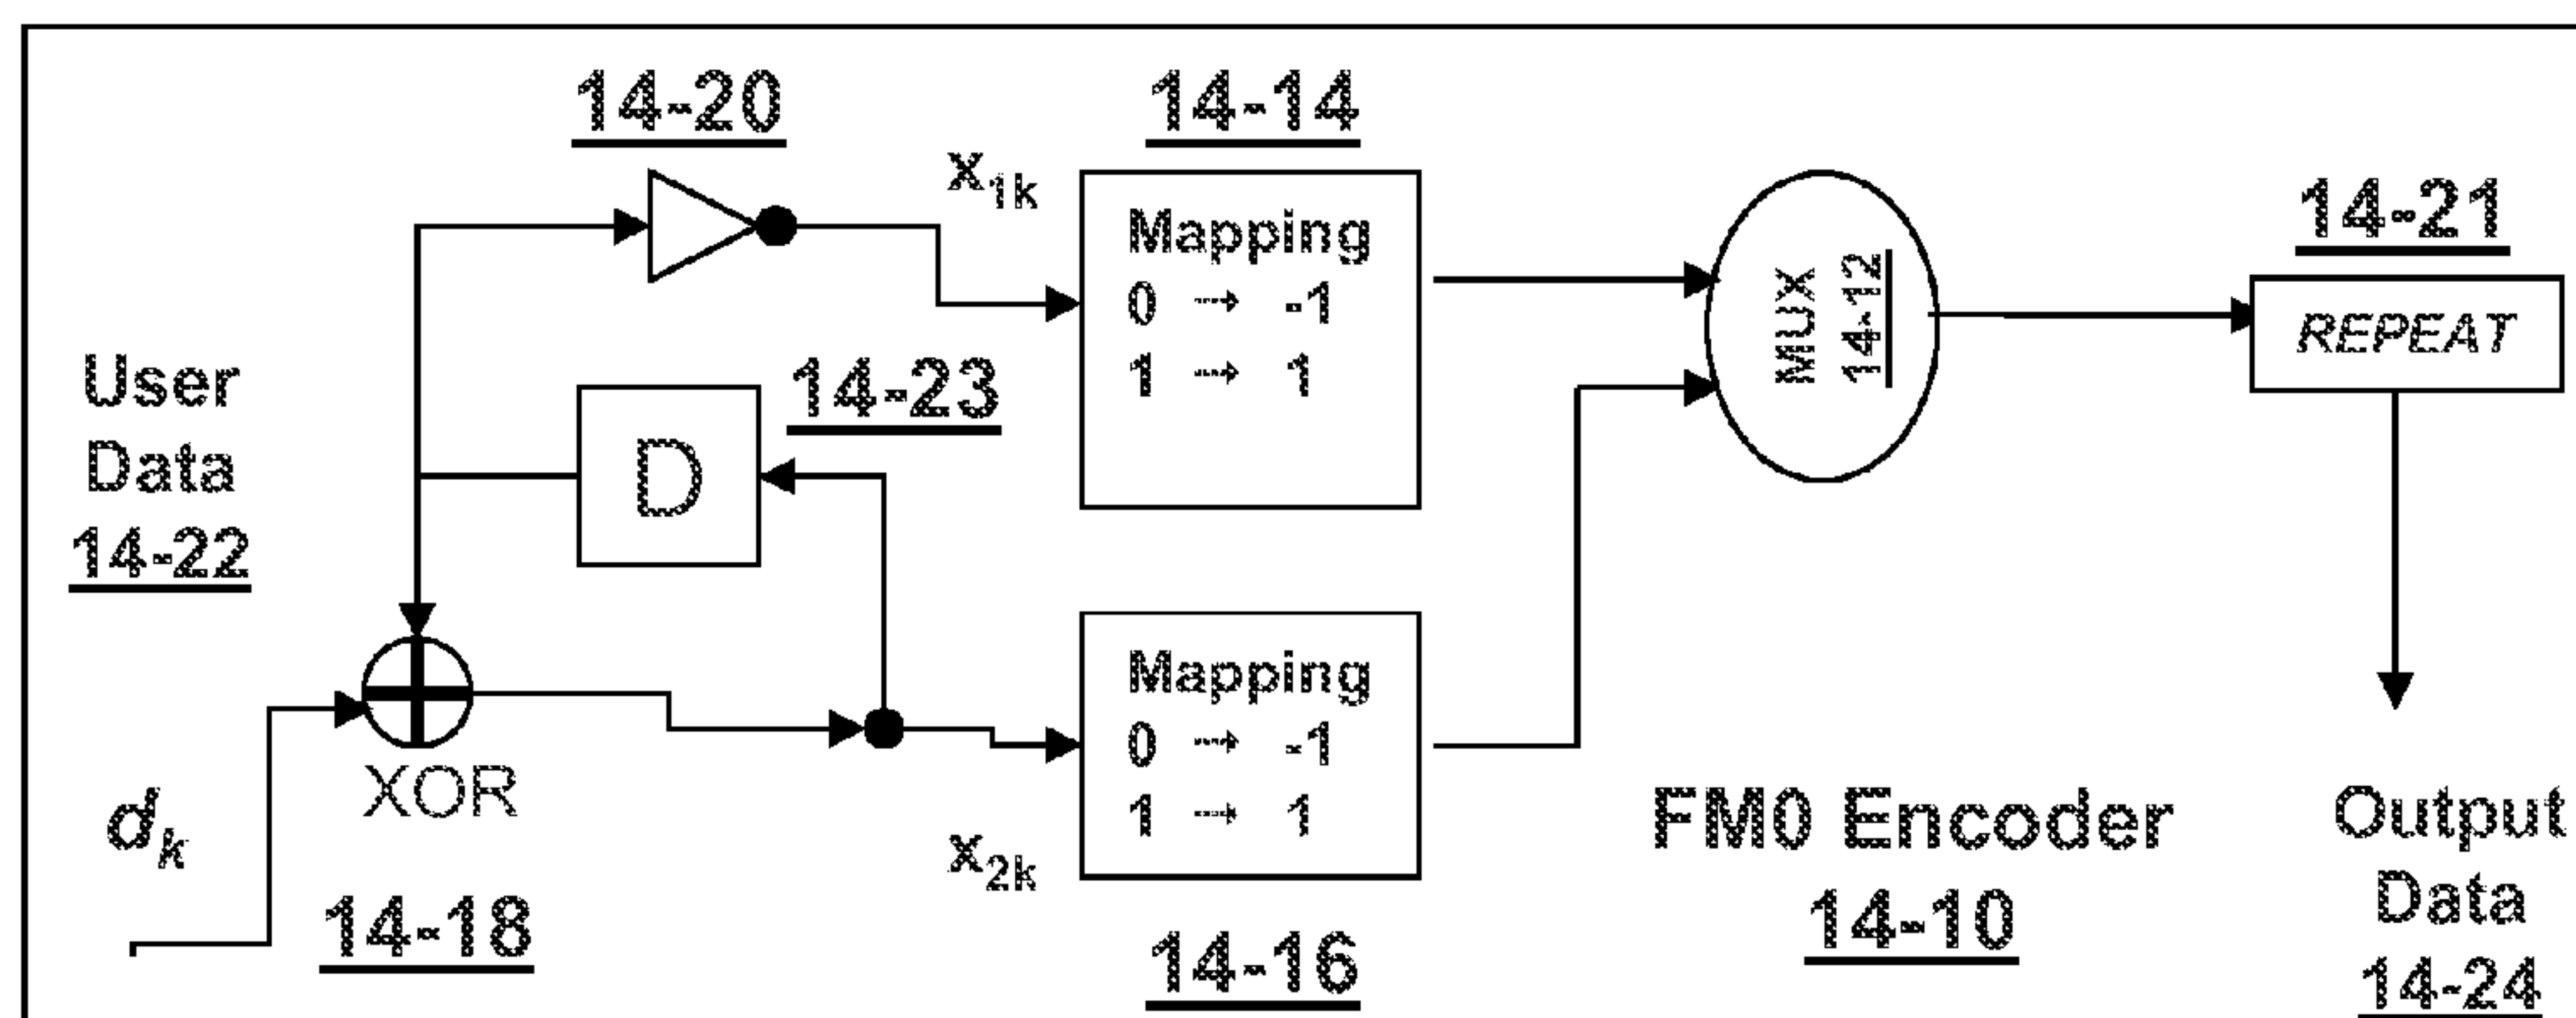 14-20
14-14
x1k
Mapping
0 → -1
1 → 1
MUX
14-12
14-21
REPEAT
User
Data
14-22
14-23
D
dk
XOR
14-18
x2k
Mapping
0 → -1
1 → 1
14-16
FM0 Encoder
14-10
Output
Data
14-24